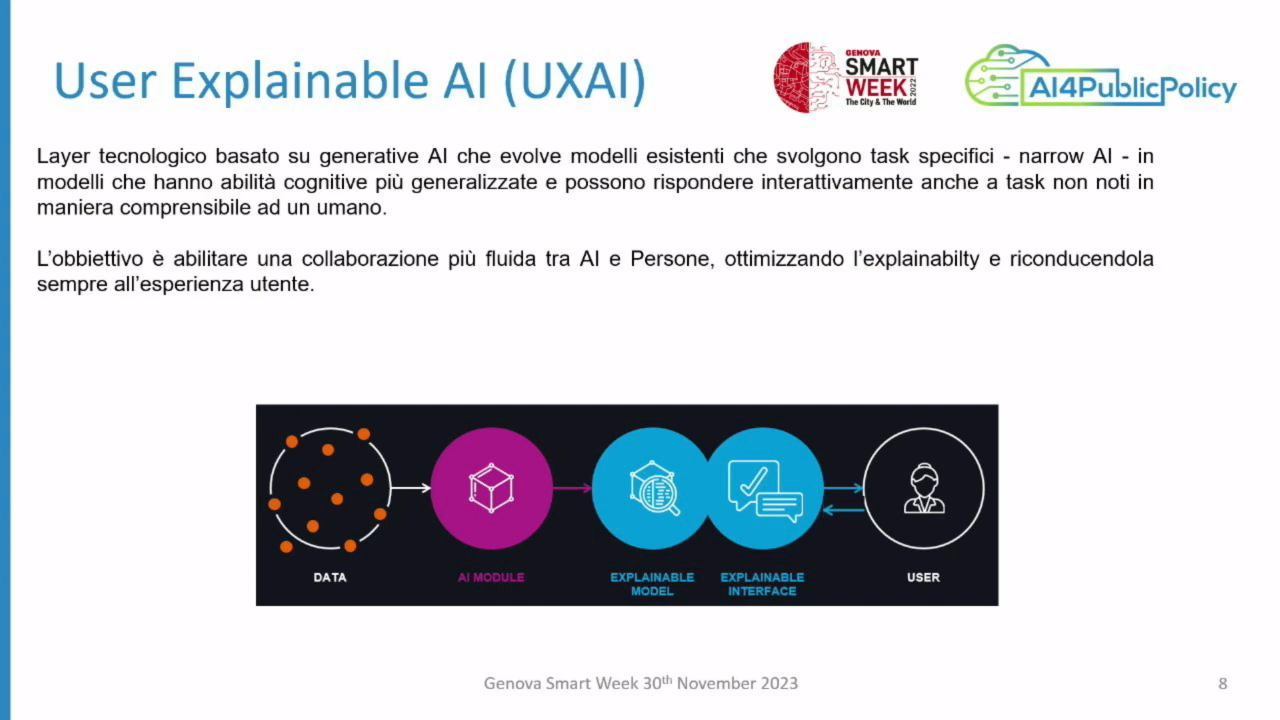 User Explainable AI (UXAI)
GENOVA
SMART
WEEK 2022
The City & The World
AI4PublicPolicy
Layer tecnologico basato su generative AI che evolve modelli esistenti che svolgono task specifici - narrow AI - in
modelli che hanno abilità cognitive più generalizzate e possono rispondere interattivamente anche a task non noti in
maniera comprensibile ad un umano.
L'obbiettivo è abilitare una collaborazione più fluida tra AI e Persone, ottimizzando l'explainabilty e riconducendola
sempre all'esperienza utente.
DATA
AI MODULE
EXPLAINABLE
MODEL
EXPLAINABLE
INTERFACE
USER
Genova Smart Week 30th November 2023
8